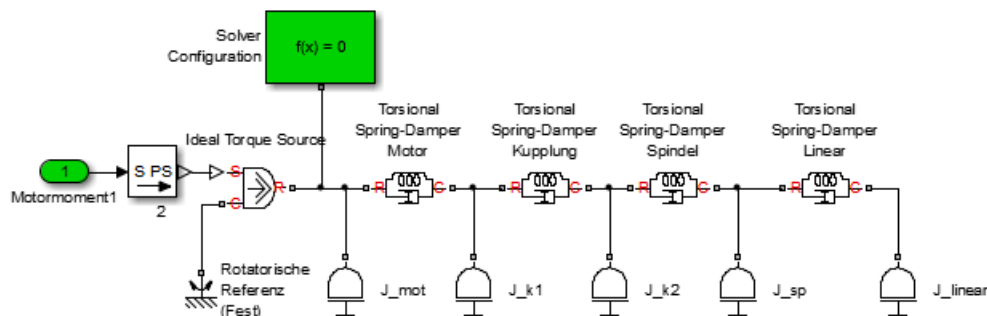 Solver
Configuration
f(x) = 0
Torsional
Spring-Damper
Motor
Torsional
Spring-Damper
Kupplung
Torsional
Spring-Damper
Spindel
Torsional
Spring-Damper
Linear
Ideal Torque Source
1
Motormoment1
S PS
2
S
C
R
R
C
R
C
R
C
R
C
Rotatorische
Referenz
(Fest)
J_mot
J_k1
J_k2
J_sp
J_linear